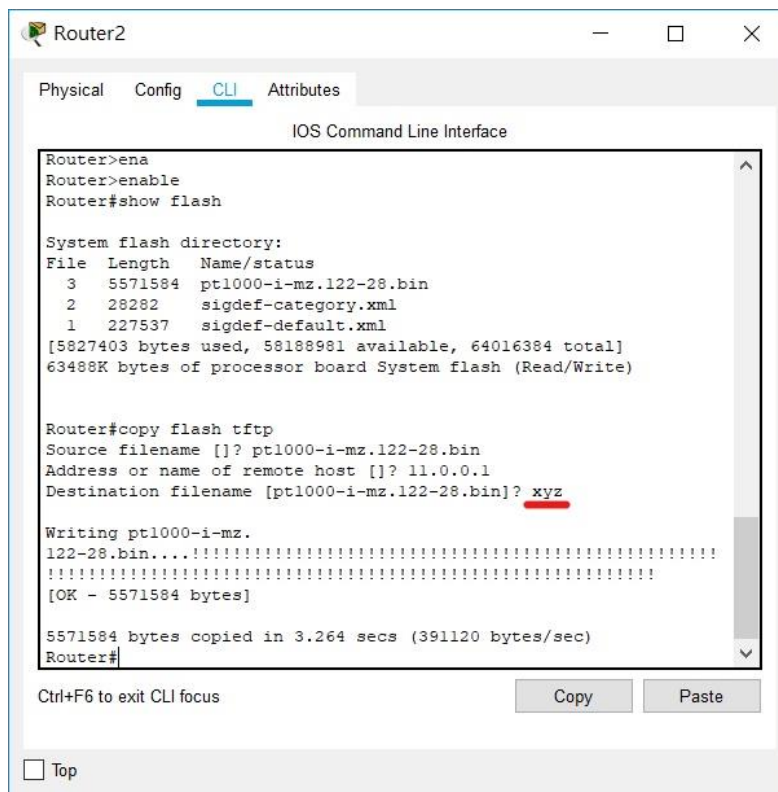 Router2
Physical Config CLI Attributes
IOS Command Line Interface
Router>ena
Router>enable
Router#show flash
System flash directory:
File Length Name/status
3 5571584 pt1000-i-mz.122-28.bin
2 28282 sigdef-category.xml
1 227537 sigdef-default.xml
[5827403 bytes used, 58188981 available, 64016384 total]
63488K bytes of processor board System flash (Read/Write)
Router#copy flash tftp
Source filename []? pt1000-i-mz.122-28.bin
Address or name of remote host []? 11.0.0.1
Destination filename [pt1000-i-mz.122-28.bin]? xyz
Writing pt1000-i-mz.
122-28.bin....!!!!!!!!!!!!!!!!!!!!!!!!!!!!!!!!!!!!!!!!!!!!!!!!!!!
!!!!!!!!!!!!!!!!!!!!!!!!!!!!!!!!!!!!!!!!!!!!!!!!!!!!!!!!!!!
[OK - 5571584 bytes]
5571584 bytes copied in 3.264 secs (391120 bytes/sec)
Router#
Ctrl+F6 to exit CLI focus
Copy Paste
Top